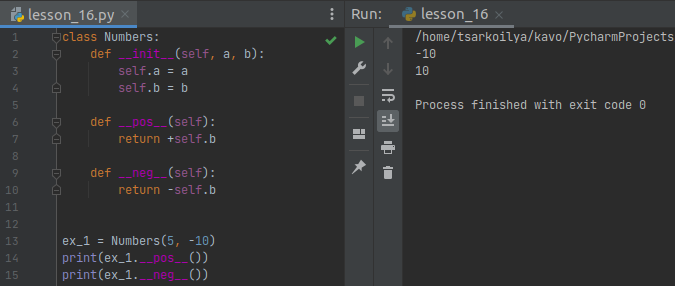 lesson_16.py
1 class Numbers:
2     def __init__(self, a, b):
3         self.a = a
4         self.b = b
5
6     def __pos__(self):
7         return +self.b
8
9     def __neg__(self):
10         return -self.b
11
12
13 ex_1 = Numbers(5, -10)
14 print(ex_1.__pos__())
15 print(ex_1.__neg__())
Run: lesson_16
/home/tsarkoilya/kavo/PycharmProjects
-10
10
Process finished with exit code 0